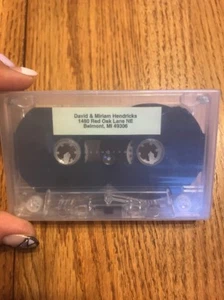 David & Miriam Hendricks
1460 Red Oak Lane NE
Belmont, MI 49306